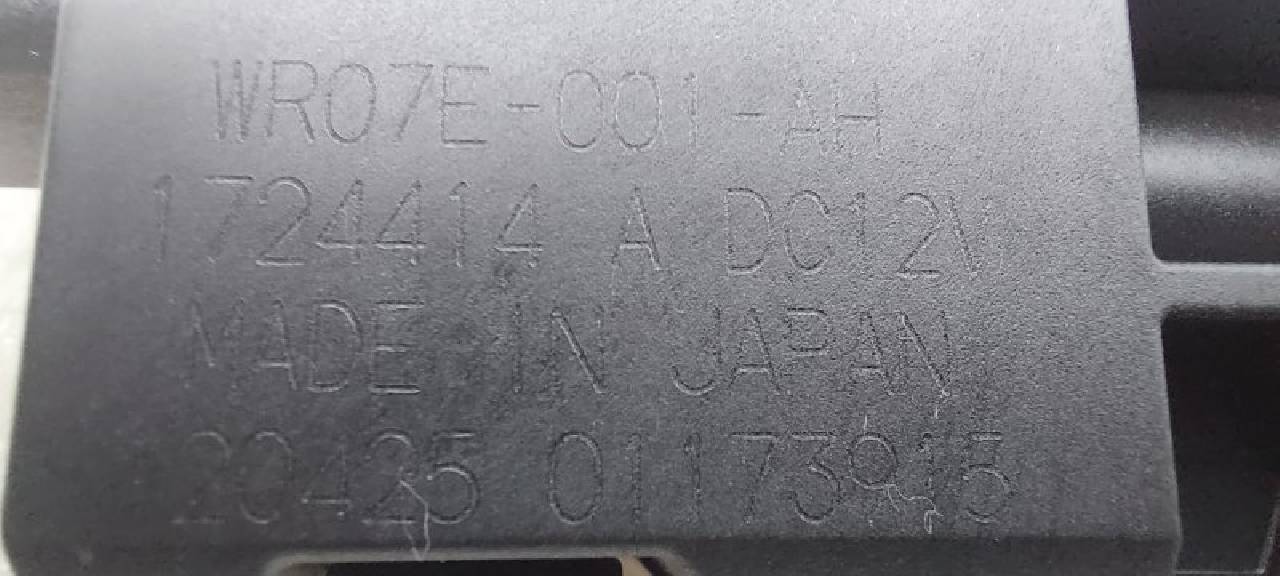 WR07E-001-AH
1724414 A DC12V
MADE IN JAPAN
20425 01173915